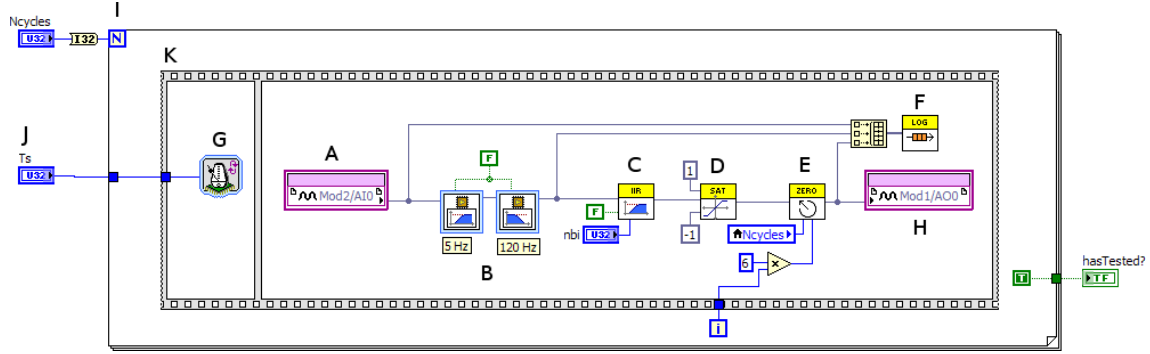 I
Ncycles
U32
I32
N
K
J
Ts
U32
G
A
Mod2/AI0
F
5 Hz
120 Hz
B
F
LOG
C
IIR
F
nbi
U32
1
D
SAT
-1
E
ZERO
Ncycles
6
x
i
Mod1/AO0
H
T
hasTested?
TF